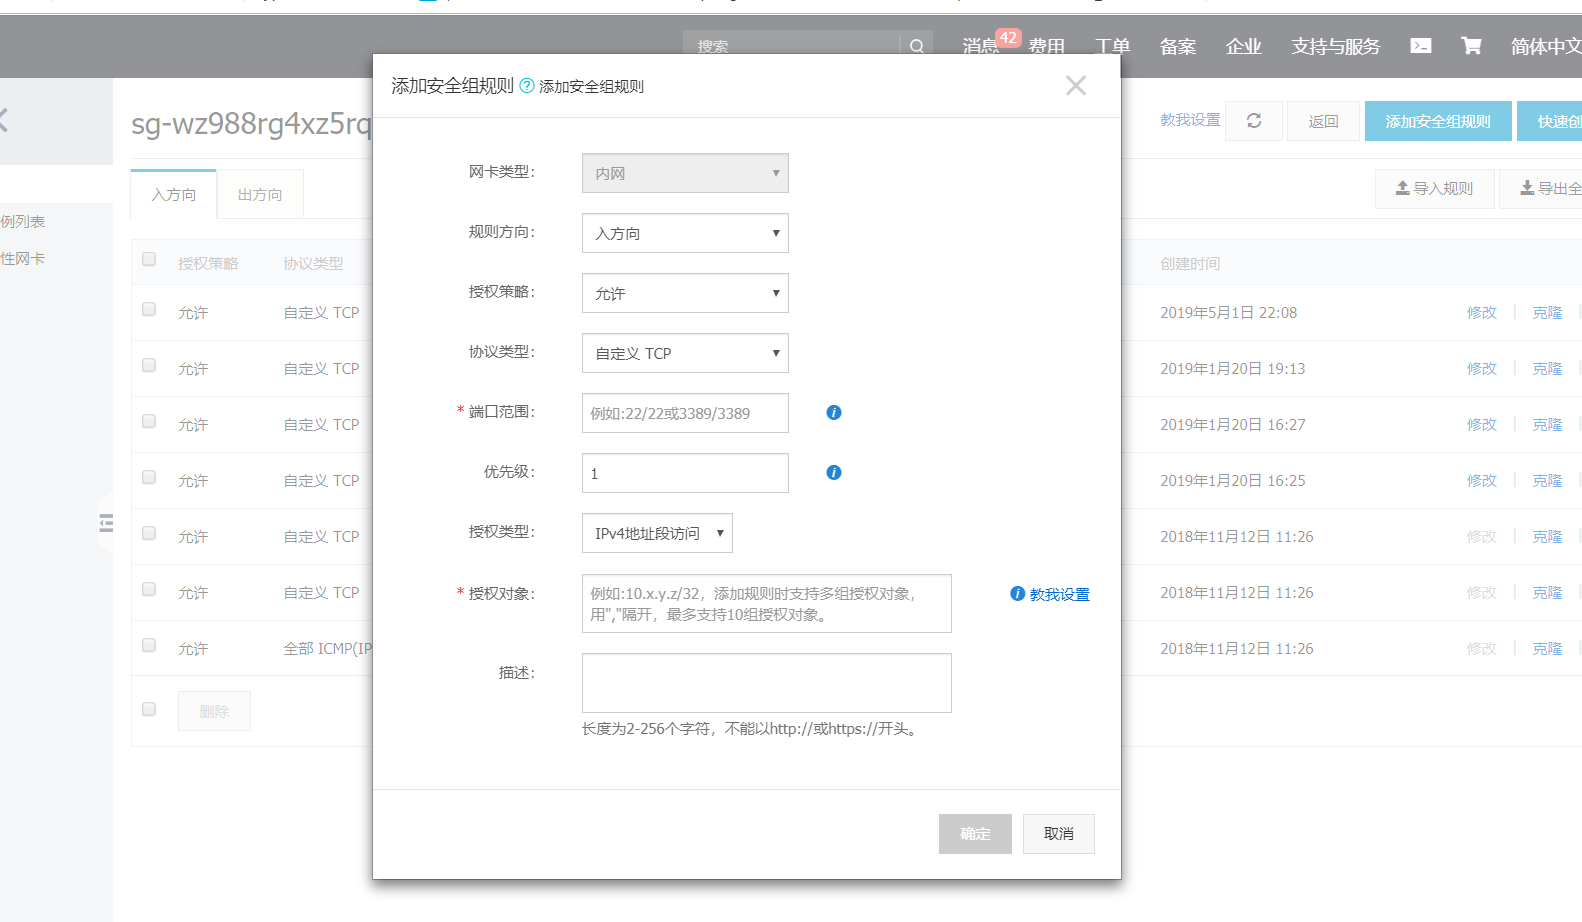 搜索
消息 42 费用 工单 备案 企业 支持与服务 简体中文
添加安全组规则 ? 添加安全组规则
sg-wz988rg4xz5rq
教我设置 返回 添加安全组规则 快速创
入方向 出方向
导入规则 导出全
例列表
性网卡
授权策略 协议类型 创建时间
允许 自定义 TCP 2019年5月1日 22:08 修改 克隆
允许 自定义 TCP 2019年1月20日 19:13 修改 克隆
允许 自定义 TCP 2019年1月20日 16:27 修改 克隆
允许 自定义 TCP 2019年1月20日 16:25 修改 克隆
允许 自定义 TCP 2018年11月12日 11:26 修改 克隆
允许 自定义 TCP 2018年11月12日 11:26 修改 克隆
允许 全部 ICMP(IP 2018年11月12日 11:26 修改 克隆
删除
网卡类型: 内网
规则方向: 入方向
授权策略: 允许
协议类型: 自定义 TCP
* 端口范围: 例如:22/22或3389/3389
优先级: 1
授权类型: IPv4地址段访问
* 授权对象: 例如:10.x.y.z/32，添加规则时支持多组授权对象，
用","隔开，最多支持10组授权对象。
教我设置
描述:
长度为2-256个字符，不能以http://或https://开头。
确定 取消